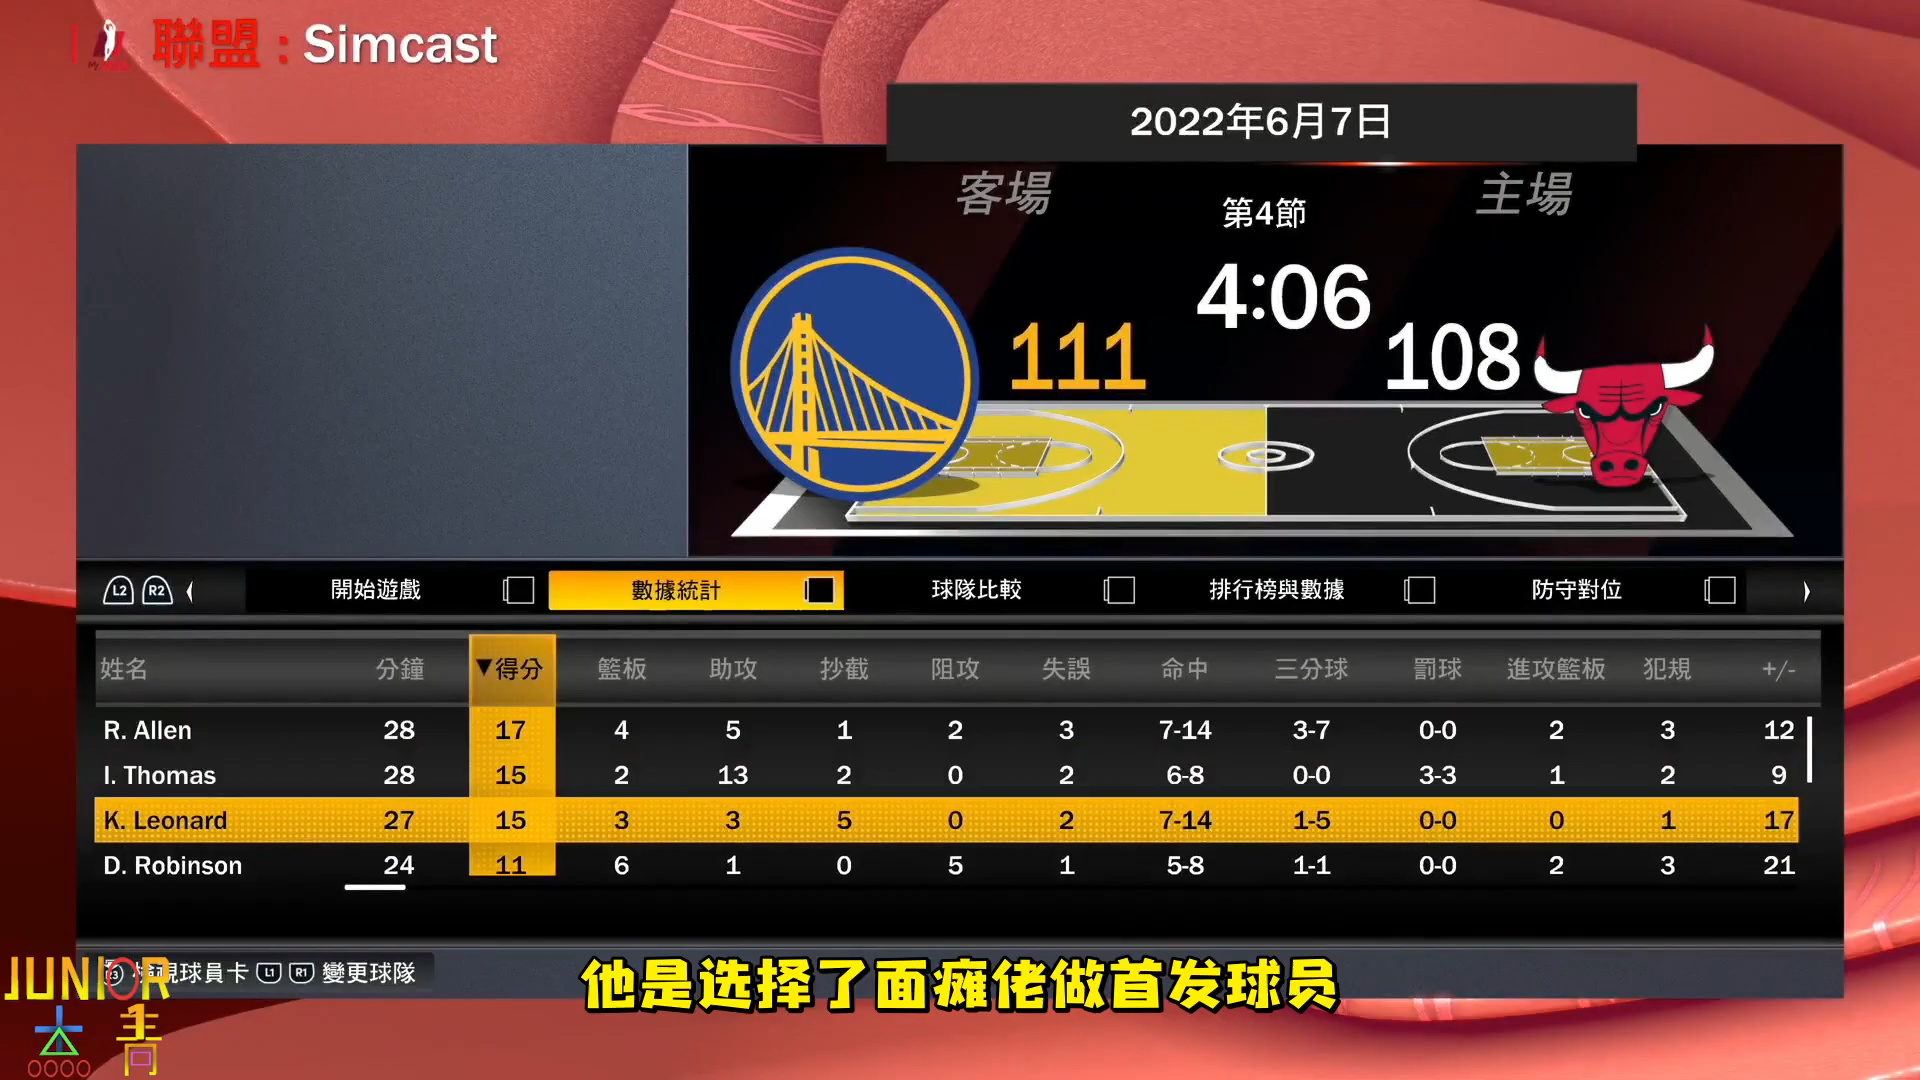 聯盟 : Simcast
2022年6月7日
客場
第4節
主場
4:06
111
108
L2 R2 開始遊戲 數據統計 球隊比較 排行榜與數據 防守對位
姓名 分鐘 ▼得分 籃板 助攻 抄截 阻攻 失誤 命中 三分球 罰球 進攻籃板 犯規 +/-
R. Allen 28 17 4 5 1 2 3 7-14 3-7 0-0 2 3 12
I. Thomas 28 15 2 13 2 0 2 6-8 0-0 3-3 1 2 9
K. Leonard 27 15 3 3 5 0 2 7-14 1-5 0-0 0 1 17
D. Robinson 24 11 6 1 0 5 1 5-8 1-1 0-0 2 3 21
球員卡 L1 R1 變更球隊
他是选择了面瘫佬做首发球员
JUNIOR